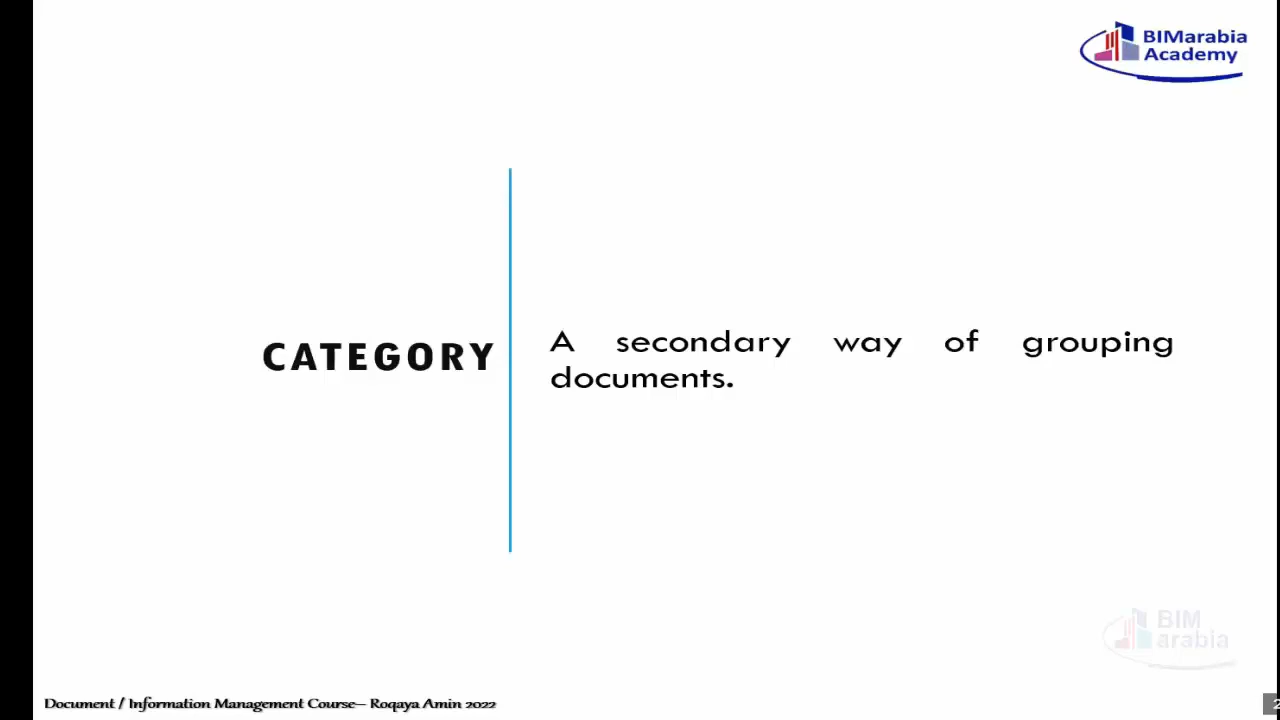 BIMarabia
Academy
CATEGORY
A secondary way of grouping
documents.
BIM
arabia
Document / Information Management Course– Roqaya Amin 2022